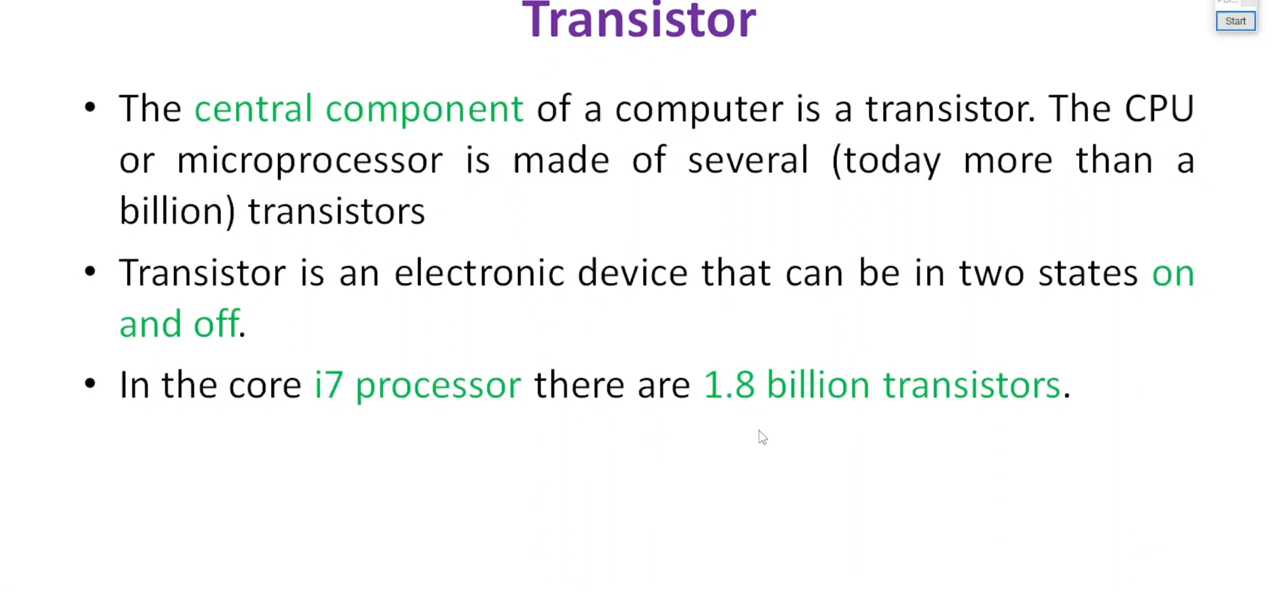 Transistor
Start
• The central component of a computer is a transistor. The CPU
or microprocessor is made of several (today more than a
billion) transistors
• Transistor is an electronic device that can be in two states on
and off.
• In the core i7 processor there are 1.8 billion transistors.